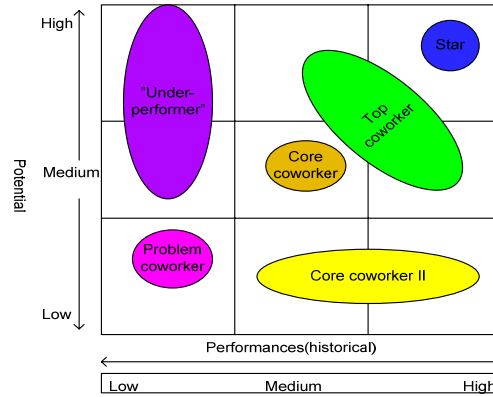 High
Star
"Under-
performer"
Top
coworker
Core
coworker
Medium
Potential
Problem
coworker
Core coworker II
Low
Performances(historical)
Low Medium High